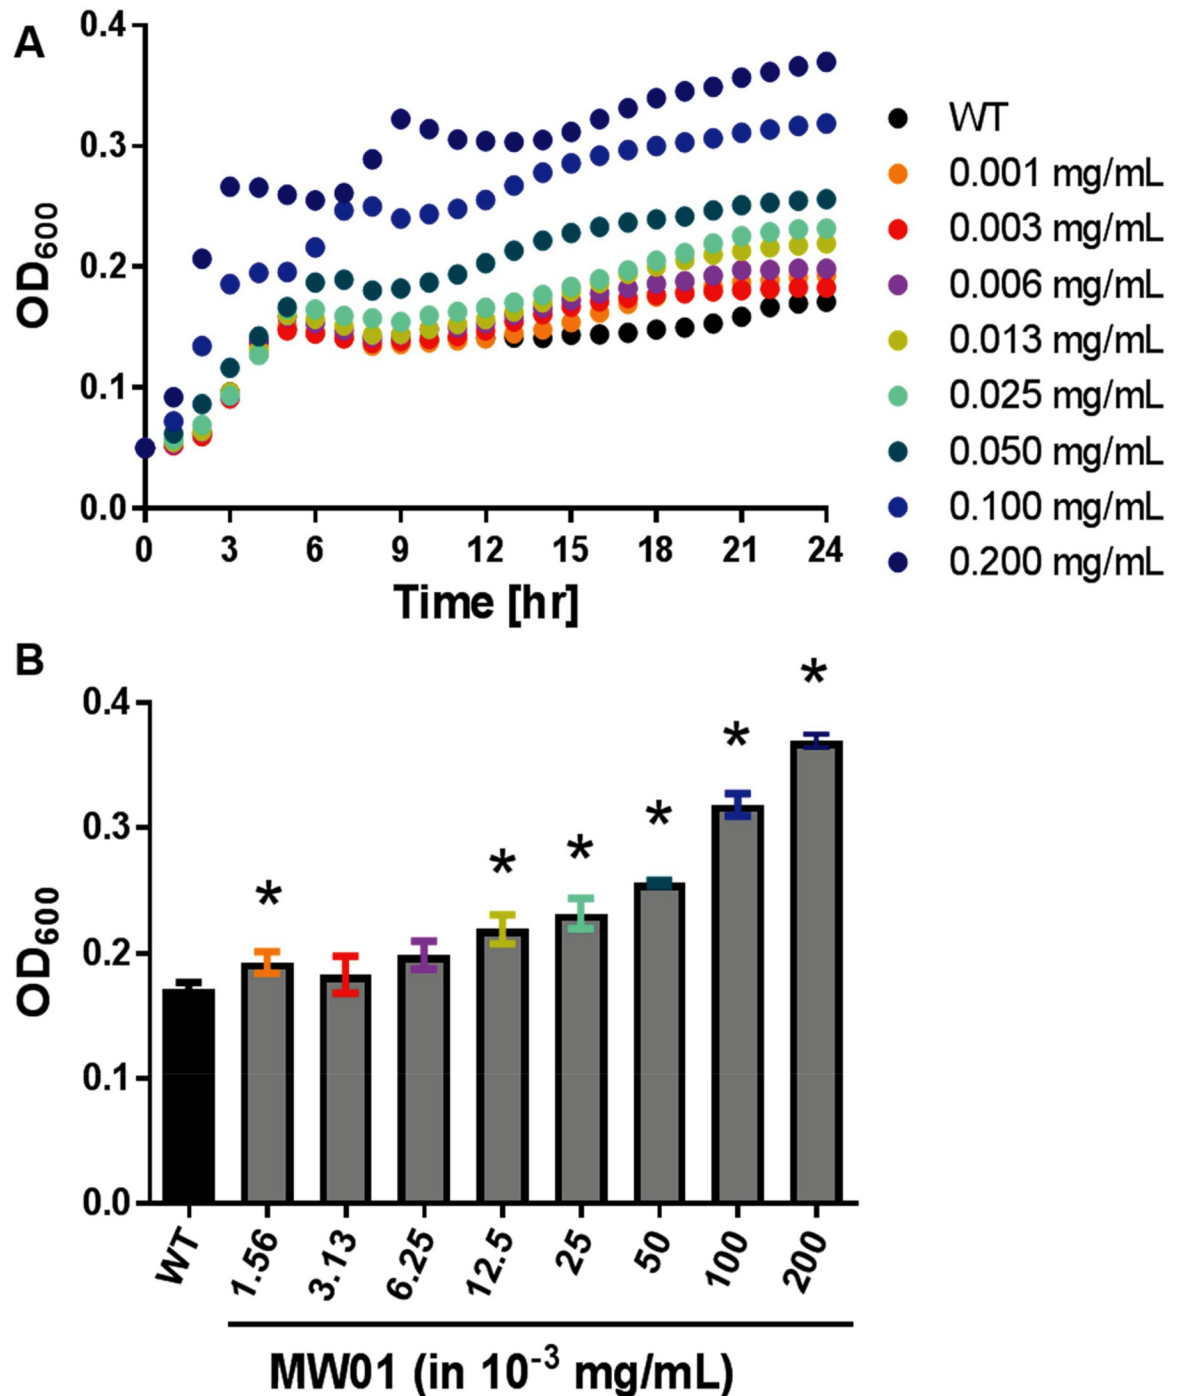 A
0.4
0.3
0.2
0.1
0.0
OD600
0 3 6 9 12 15 18 21 24
Time [hr]
WT
0.001 mg/mL
0.003 mg/mL
0.006 mg/mL
0.013 mg/mL
0.025 mg/mL
0.050 mg/mL
0.100 mg/mL
0.200 mg/mL
B
0.4
0.3
0.2
0.1
0.0
OD600
* * * * * *
WT 1.56 3.13 6.25 12.5 25 50 100 200
MW01 (in 10-3 mg/mL)